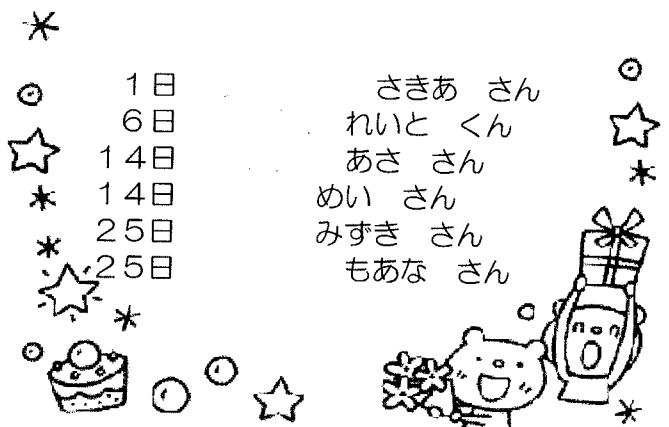 1日 さきあ さん
6日 れいと くん
14日 あさ さん
14日 めい さん
25日 みずき さん
25日 もあな さん